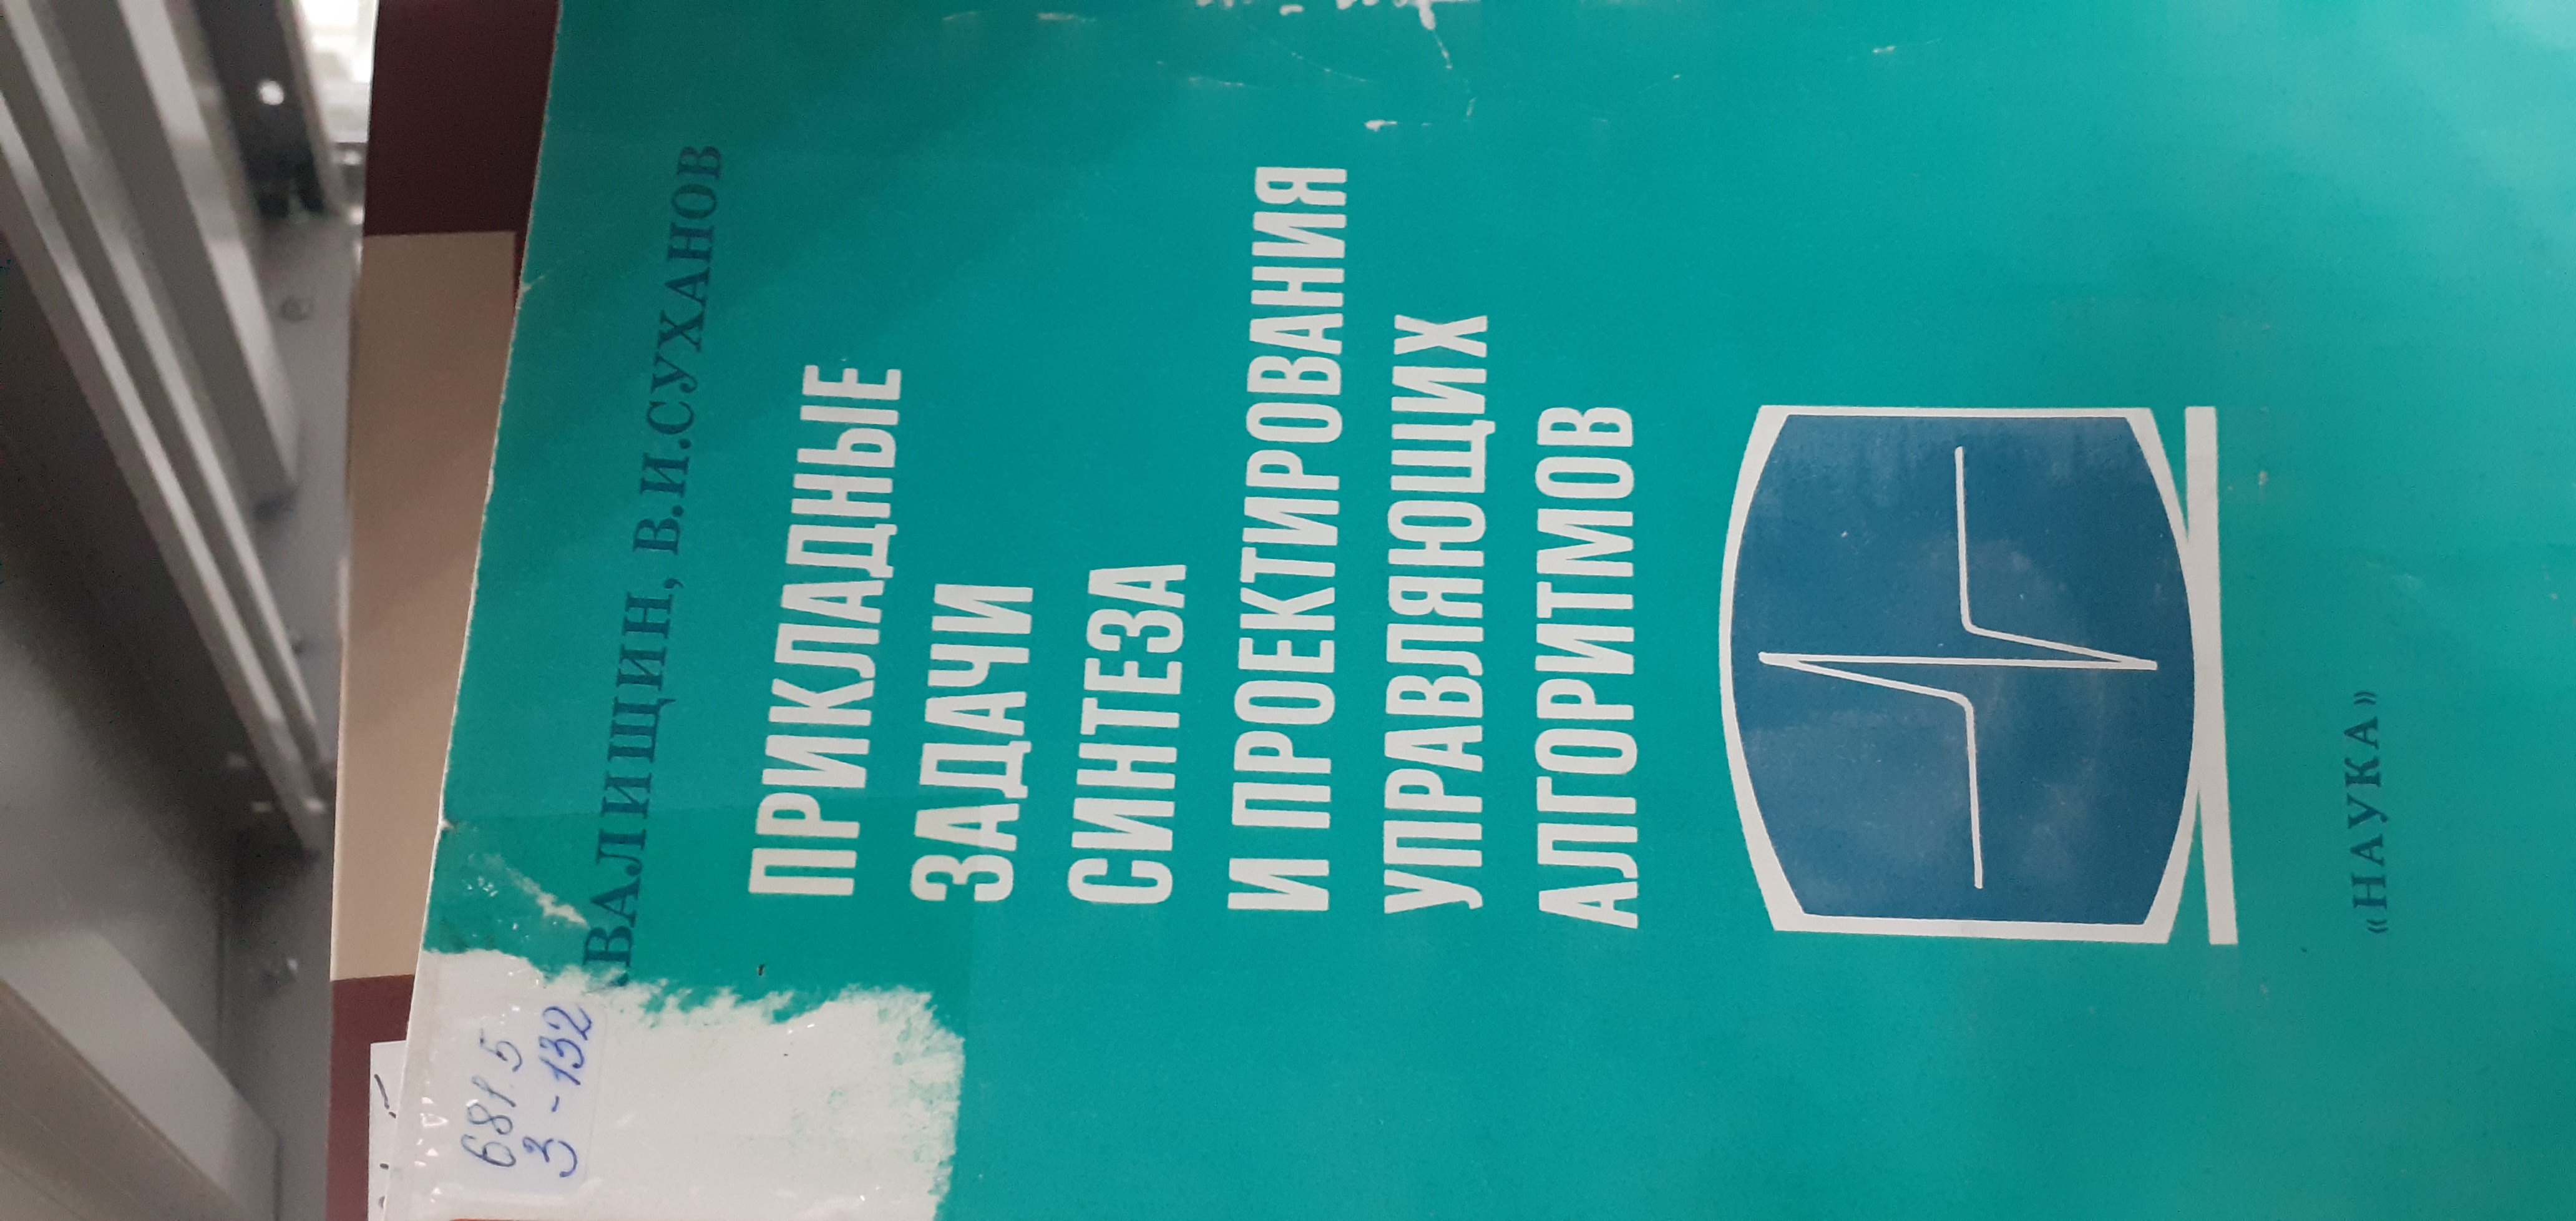 681.5
З-132
ВАЛИЩИН, В.И.СУХАНОВ
ПРИКЛАДНЫЕ
ЗАДАЧИ
СИНТЕЗА
И ПРОЕКТИРОВАНИЯ
УПРАВЛЯЮЩИХ
АЛГОРИТМОВ
«НАУКА»